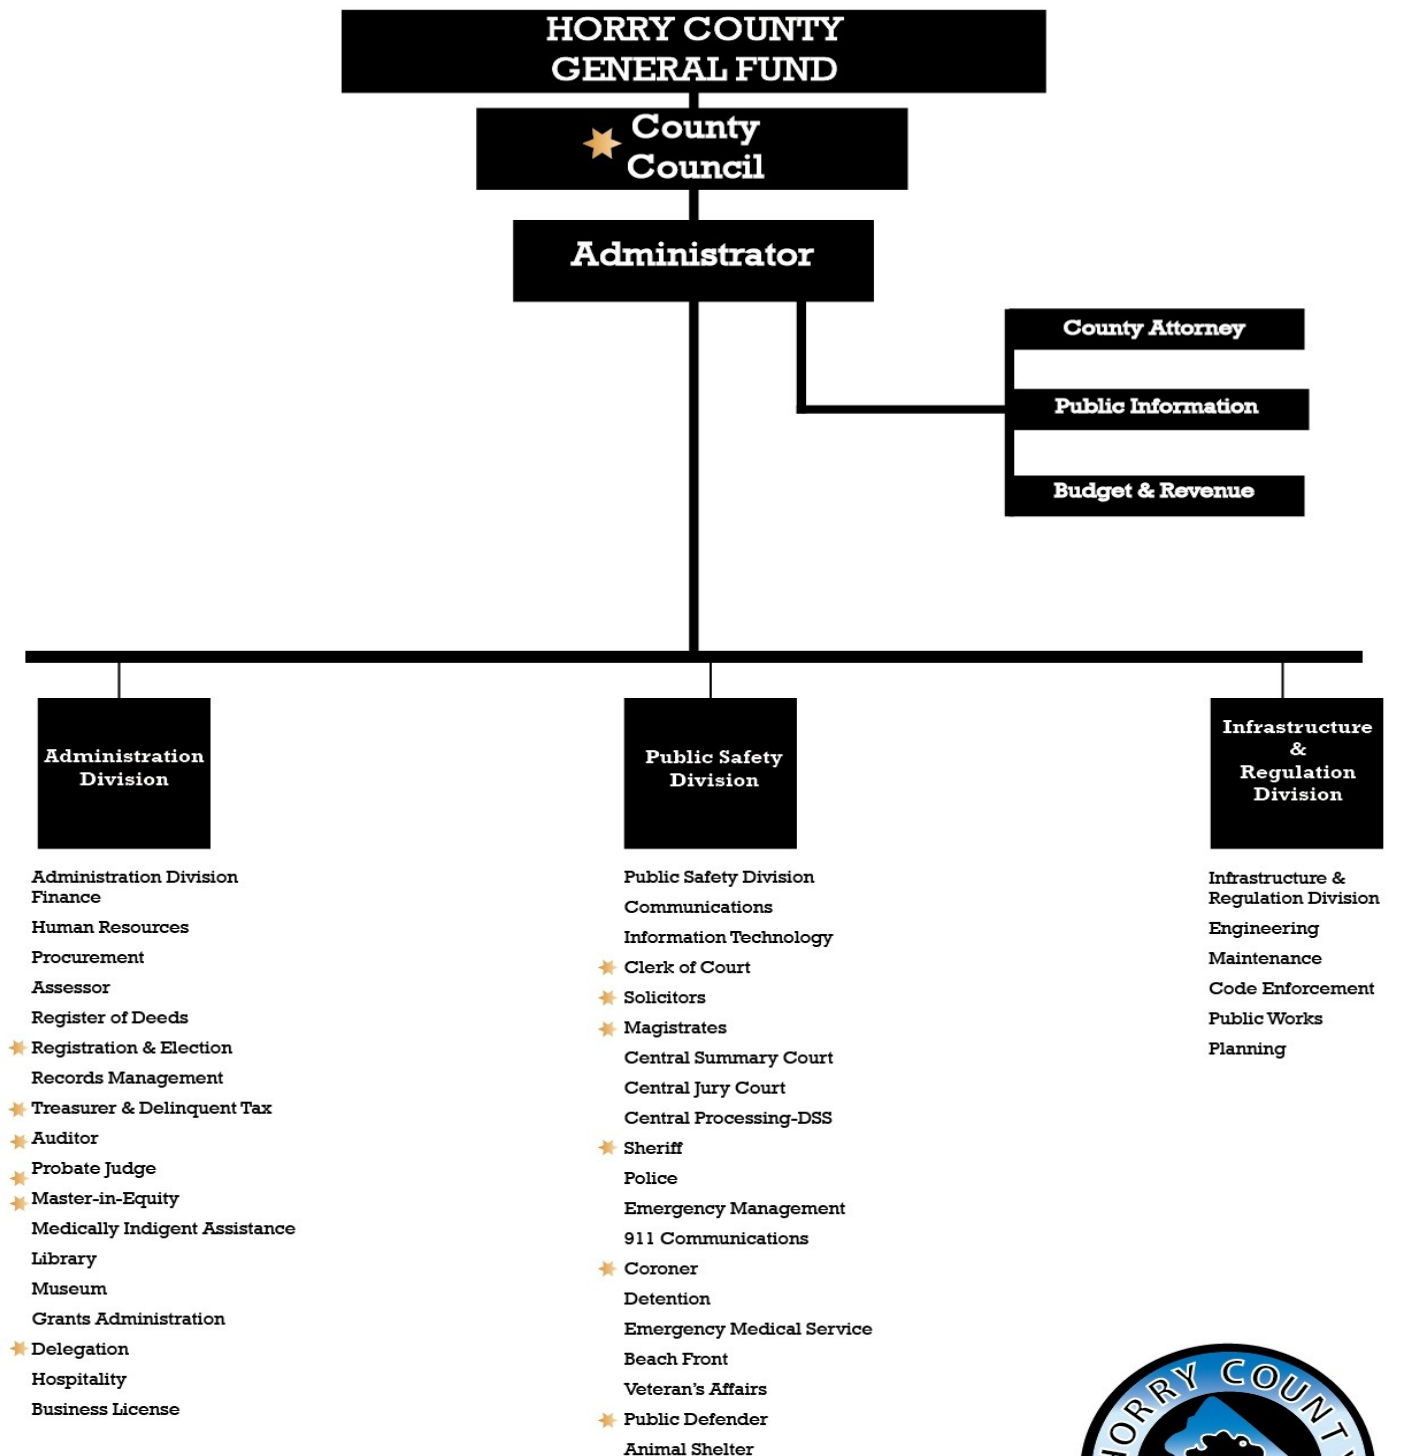 HORRY COUNTY
GENERAL FUND
County
Council
Administrator
County Attorney
Public Information
Budget & Revenue
Administration
Division
Public Safety
Division
Infrastructure
&
Regulation
Division
Administration Division
Finance
Human Resources
Procurement
Assessor
Register of Deeds
Registration & Election
Records Management
Treasurer & Delinquent Tax
Auditor
Probate Judge
Master-in-Equity
Medically Indigent Assistance
Library
Museum
Grants Administration
Delegation
Hospitality
Business License
Public Safety Division
Communications
Information Technology
Clerk of Court
Solicitors
Magistrates
Central Summary Court
Central Jury Court
Central Processing-DSS
Sheriff
Police
Emergency Management
911 Communications
Coroner
Detention
Emergency Medical Service
Beach Front
Veteran's Affairs
Public Defender
Animal Shelter
Infrastructure &
Regulation Division
Engineering
Maintenance
Code Enforcement
Public Works
Planning
HORRY COUNTY